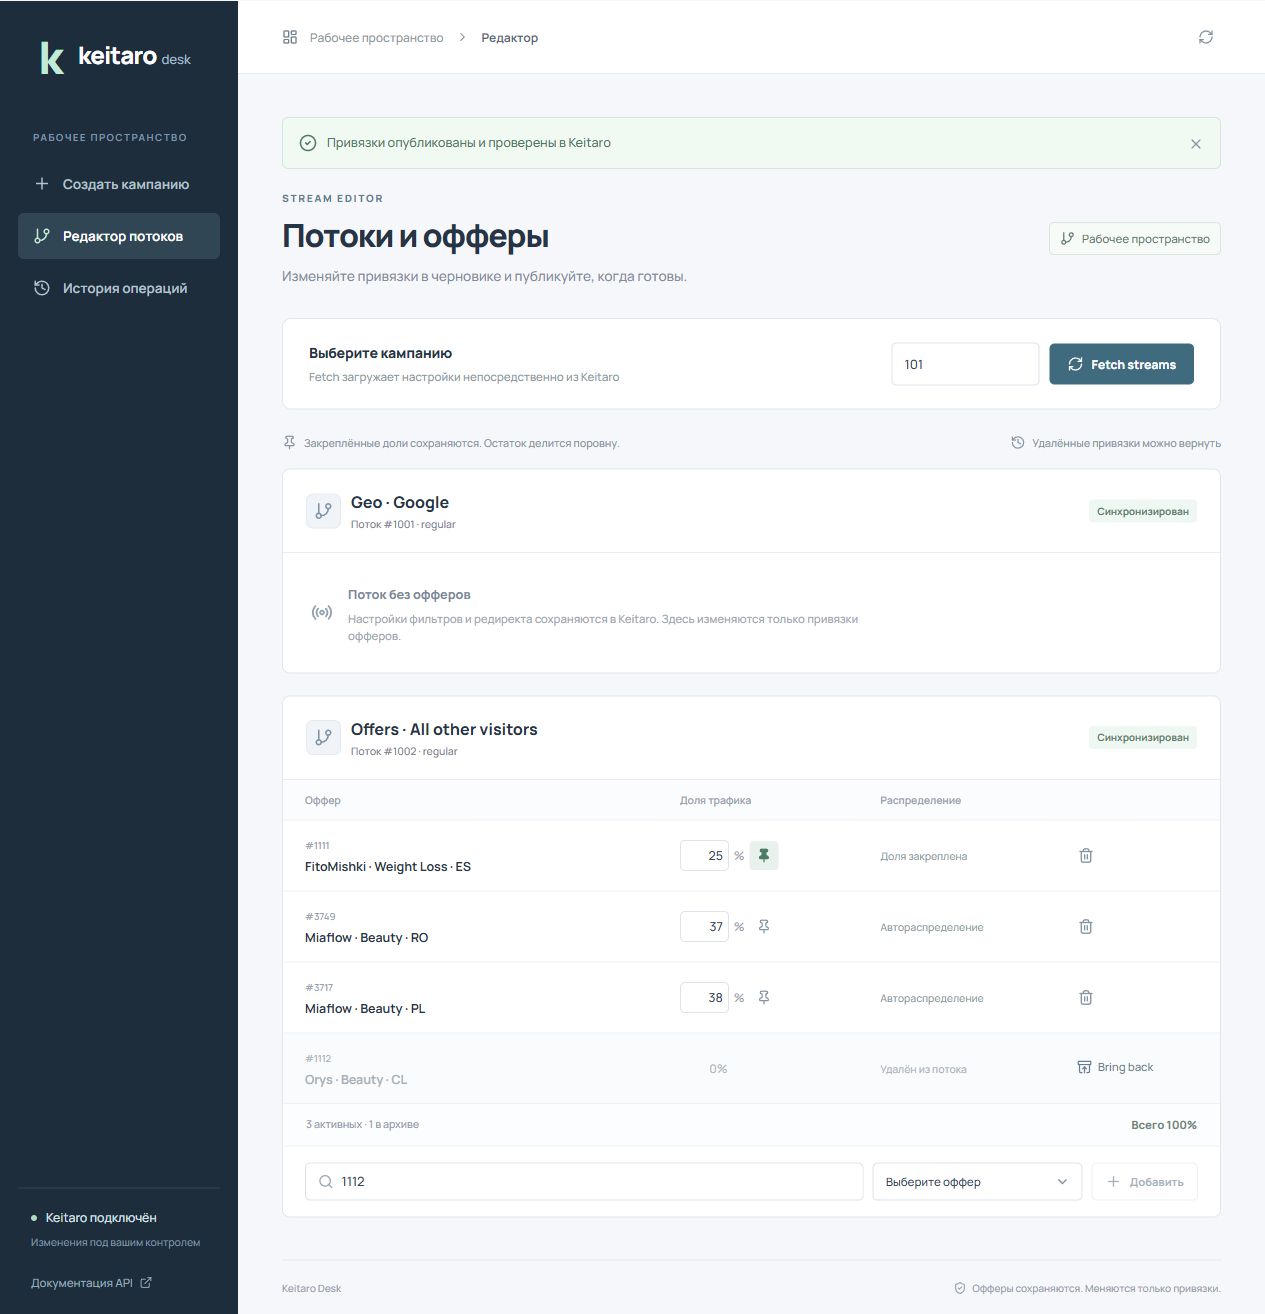 keitaro desk
РАБОЧЕЕ ПРОСТРАНСТВО
Создать кампанию
Редактор потоков
История операций
Keitaro подключён
Изменения под вашим контролем
Документация API
Рабочее пространство > Редактор
Привязки опубликованы и проверены в Keitaro
STREAM EDITOR
Потоки и офферы
Рабочее пространство
Изменяйте привязки в черновике и публикуйте, когда готовы.
Выберите кампанию
Fetch загружает настройки непосредственно из Keitaro
101
Fetch streams
Закреплённые доли сохраняются. Остаток делится поровну.
Удалённые привязки можно вернуть
Geo · Google
Поток #1001 · regular
Синхронизирован
Поток без офферов
Настройки фильтров и редиректа сохраняются в Keitaro. Здесь изменяются только привязки
офферов.
Offers · All other visitors
Поток #1002 · regular
Синхронизирован
Оффер Доля трафика Распределение
#1111
FitoMishki · Weight Loss · ES
25 % Доля закреплена
#3749
Miaflow · Beauty · RO
37 % Автораспределение
#3717
Miaflow · Beauty · PL
38 % Автораспределение
#1112
Orys · Beauty · CL
0% Удалён из потока Bring back
3 активных · 1 в архиве Всего 100%
1112 Выберите оффер Добавить
Keitaro Desk Офферы сохраняются. Меняются только привязки.